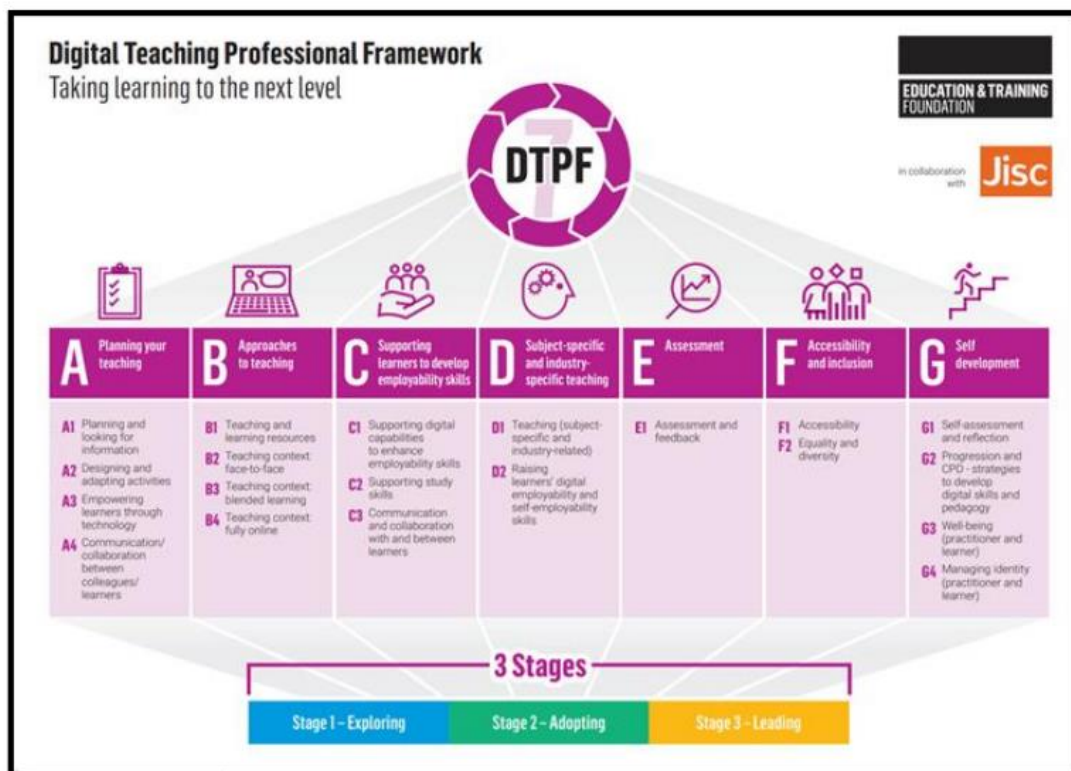 Digital Teaching Professional Framework
Taking learning to the next level
EDUCATION & TRAINING
FOUNDATION
in collaboration
with
Jisc
7
DTPF
A
Planning your
teaching
A1 Planning and
looking for
information
A2 Designing and
adapting activities
A3 Empowering
learners through
technology
A4 Communication/
collaboration
between
colleagues/
learners
B
Approaches
to teaching
B1 Teaching and
learning resources
B2 Teaching context:
face-to-face
B3 Teaching context:
blended learning
B4 Teaching context:
fully online
C
Supporting
learners to develop
employability skills
C1 Supporting digital
capabilities
to enhance
employability skills
C2 Supporting study
skills
C3 Communication
and collaboration
with and between
learners
D
Subject-specific
and industry-
specific teaching
D1 Teaching (subject-
specific and
industry-related)
D2 Raising
learners' digital
employability and
self-employability
skills
E
Assessment
E1 Assessment and
feedback
F
Accessibility
and inclusion
F1 Accessibility
F2 Equality and
diversity
G
Self
development
G1 Self-assessment
and reflection
G2 Progression and
CPD - strategies
to develop
digital skills and
pedagogy
G3 Well-being
(practitioner and
learner)
G4 Managing identity
(practitioner and
learner)
3 Stages
Stage 1 – Exploring
Stage 2 – Adopting
Stage 3 – Leading